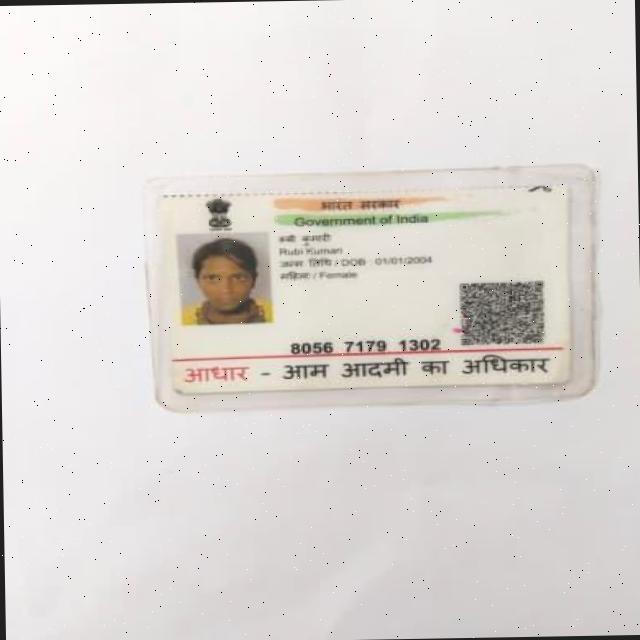 भारत सरकार
Government of India
रुबी कुमारी
Rubi Kumari
जन्म तिथि / DOB : 01/01/2004
महिला / Female
8056 7179 1302
आधार - आम आदमी का अधिकार